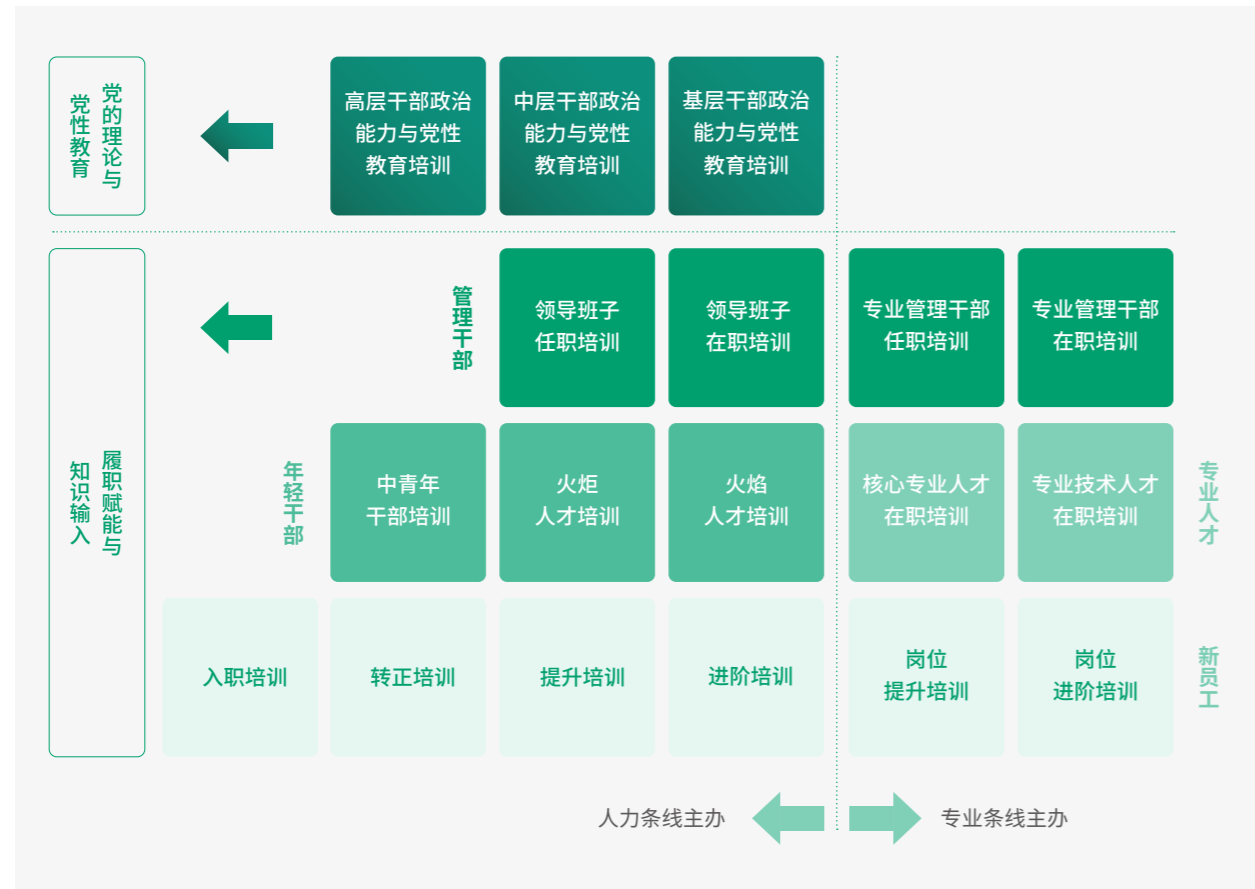 党的理论与
党性教育
高层干部政治
能力与党性
教育培训
中层干部政治
能力与党性
教育培训
基层干部政治
能力与党性
教育培训
履职赋能与
知识输入
管理干部
领导班子
任职培训
领导班子
在职培训
专业管理干部
任职培训
专业管理干部
在职培训
年轻干部
中青年
干部培训
火炬
人才培训
火焰
人才培训
核心专业人才
在职培训
专业技术人才
在职培训
专业人才
入职培训
转正培训
提升培训
进阶培训
岗位
提升培训
岗位
进阶培训
新员工
人力条线主办
专业条线主办